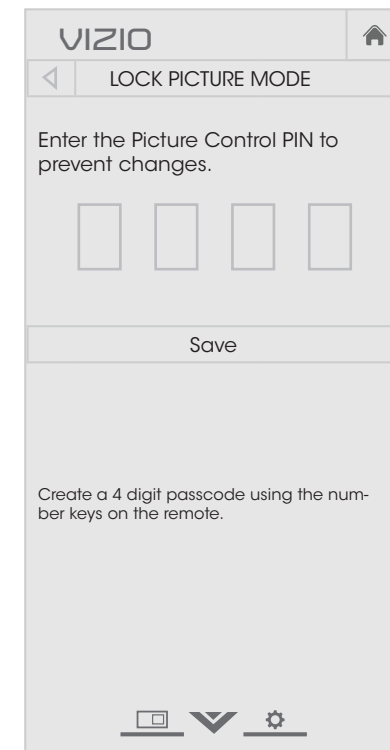 VIZIO
LOCK PICTURE MODE
Enter the Picture Control PIN to
prevent changes.
Save
Create a 4 digit passcode using the num-
ber keys on the remote.